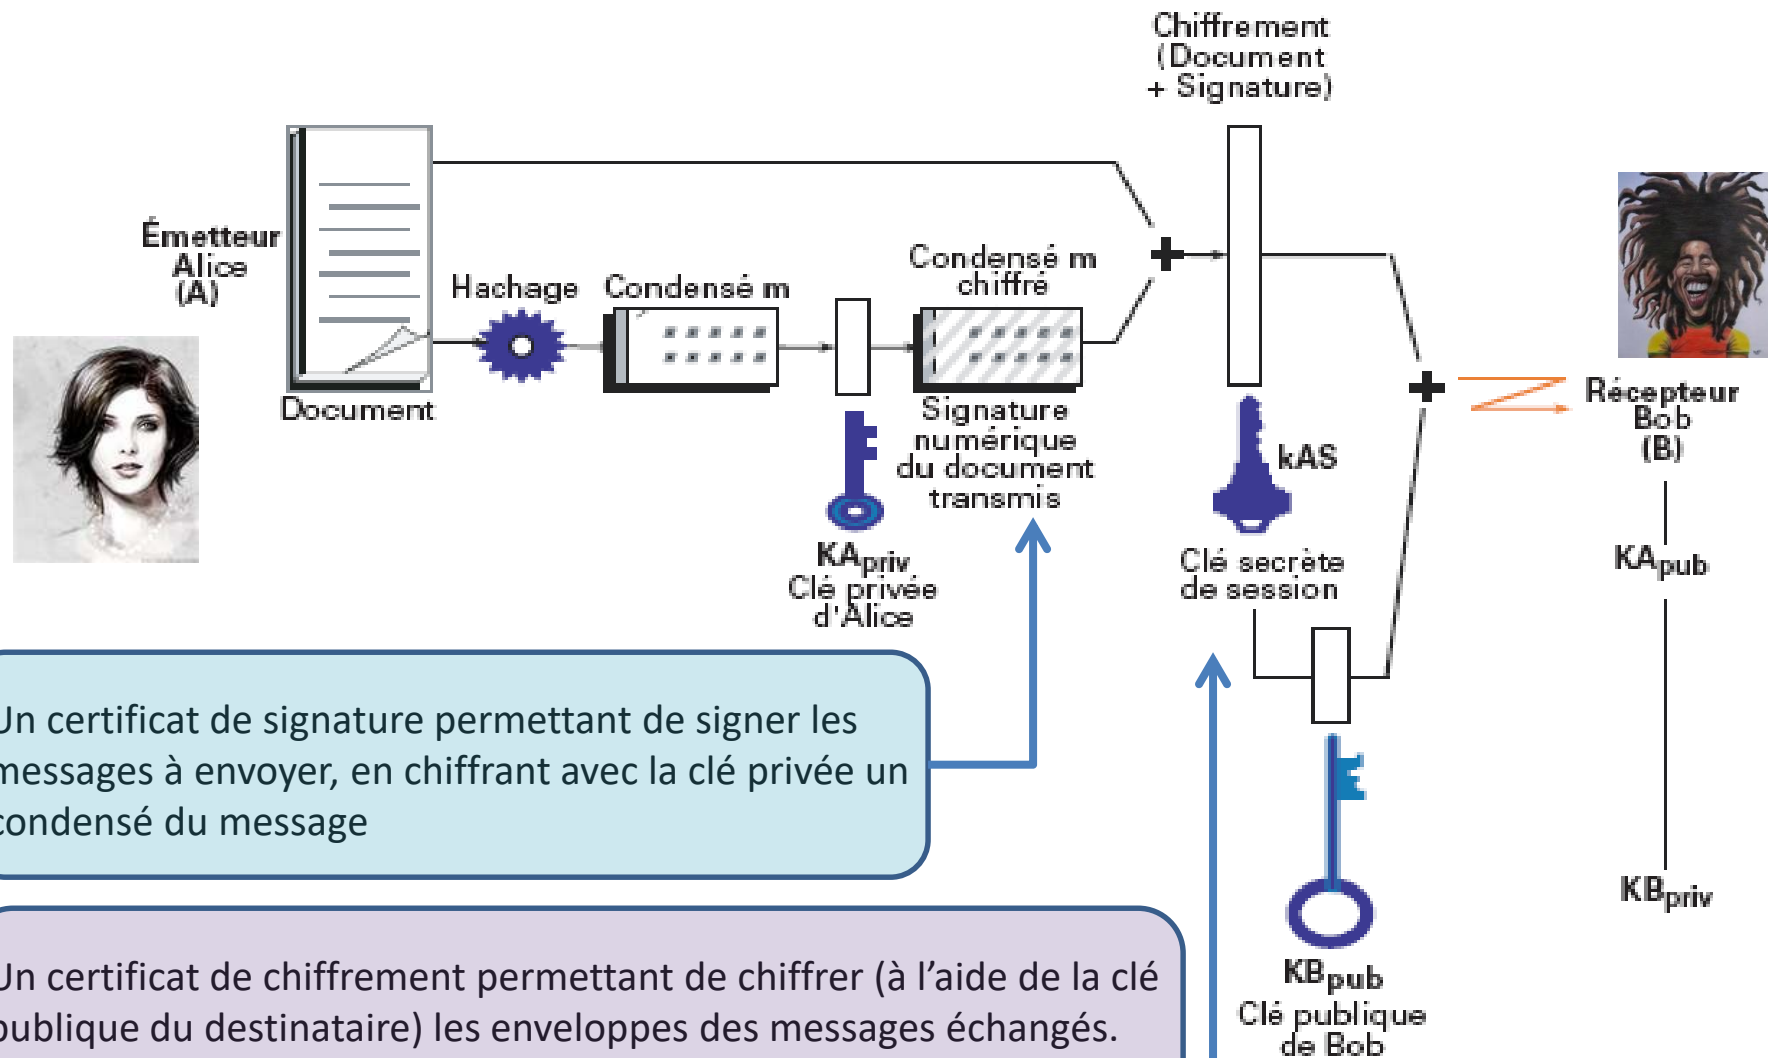 Chiffrement
(Document
+ Signature)
Émetteur
Alice
(A)
Document
Hachage
Condensé m
Condensé m
chiffré
Signature
numérique
du document
transmis
KApriv
Clé privée
d'Alice
kAS
Clé secrète
de session
Récepteur
Bob
(B)
KApub
KBpriv
KBpub
Clé publique
de Bob
Un certificat de signature permettant de signer les
messages à envoyer, en chiffrant avec la clé privée un
condensé du message
Un certificat de chiffrement permettant de chiffrer (à l’aide de la clé
publique du destinataire) les enveloppes des messages échangés.